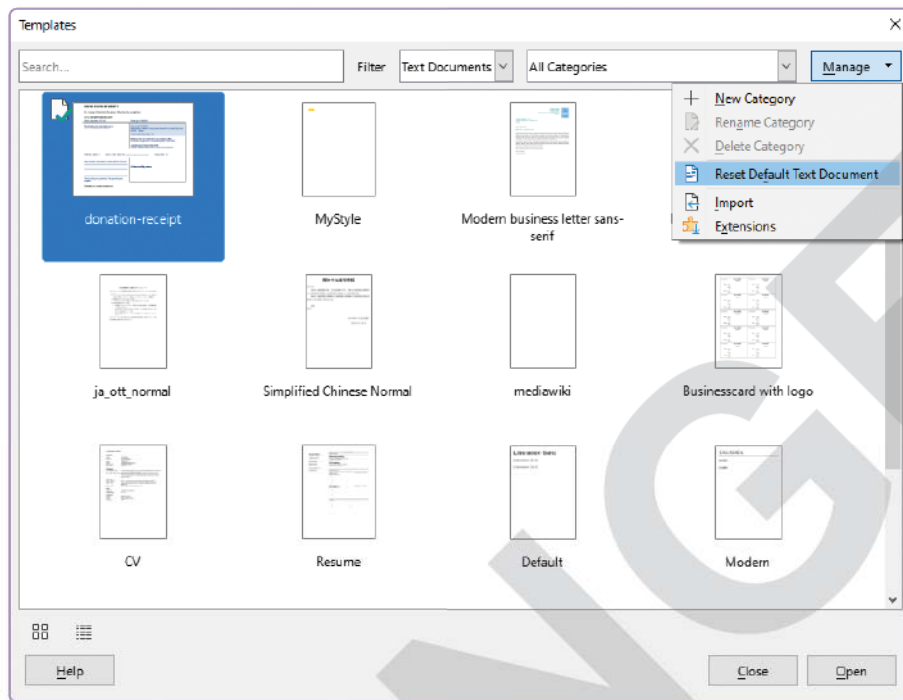 Templates
Search...
Filter
Text Documents
All Categories
Manage
New Category
Rename Category
Delete Category
Reset Default Text Document
Import
Extensions
donation-receipt
MyStyle
Modern business letter sans-
serif
ja_ott_normal
Simplified Chinese Normal
mediawiki
Businesscard with logo
CV
Resume
Default
Modern
Help
Close
Open